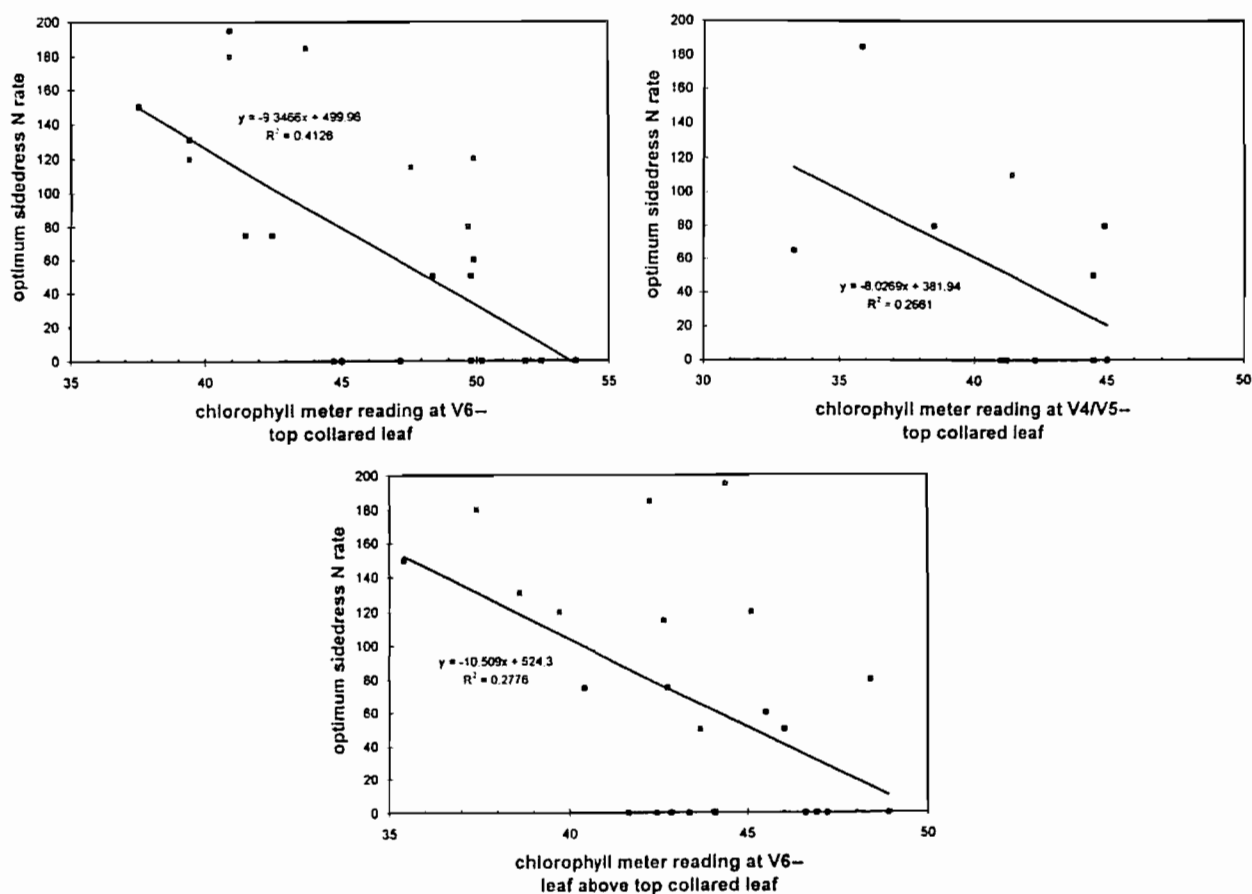 200
180
160
140
120
100
80
60
40
20
0
optimum sidedress N rate
y = -9.3466x + 499.96
R² = 0.4126
35 40 45 50 55
chlorophyll meter reading at V6–
top collared leaf
200
180
160
140
120
100
80
60
40
20
0
optimum sidedress N rate
y = -8.0269x + 381.94
R² = 0.2661
30 35 40 45 50
chlorophyll meter reading at V4/V5–
top collared leaf
200
180
160
140
120
100
80
60
40
20
0
optimum sidedress N rate
y = -10.509x + 524.3
R² = 0.2776
35 40 45 50
chlorophyll meter reading at V6–
leaf above top collared leaf